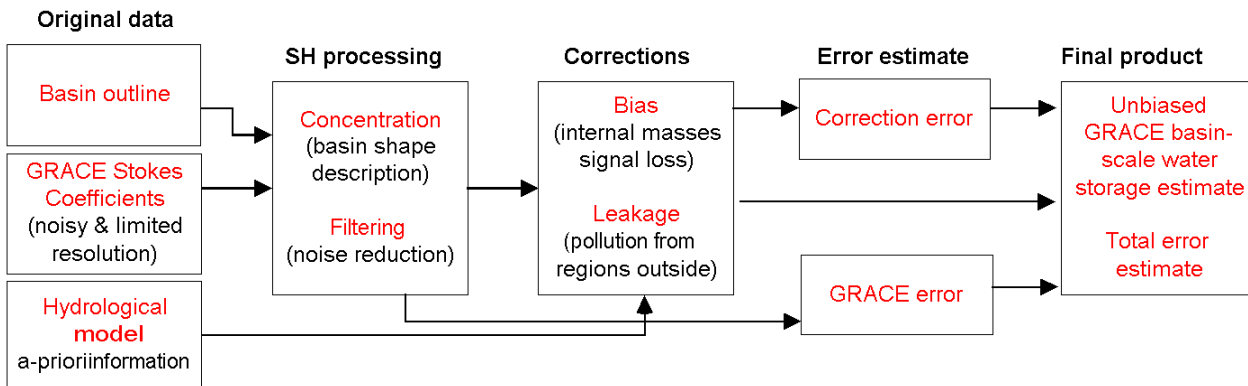 Original data
Basin outline
GRACE Stokes
Coefficients
(noisy & limited
resolution)
Hydrological
model
a-prioriinformation
SH processing
Concentration
(basin shape
description)
Filtering
(noise reduction)
Corrections
Bias
(internal masses
signal loss)
Leakage
(pollution from
regions outside)
Error estimate
Correction error
GRACE error
Final product
Unbiased
GRACE basin-
scale water
storage estimate
Total error
estimate